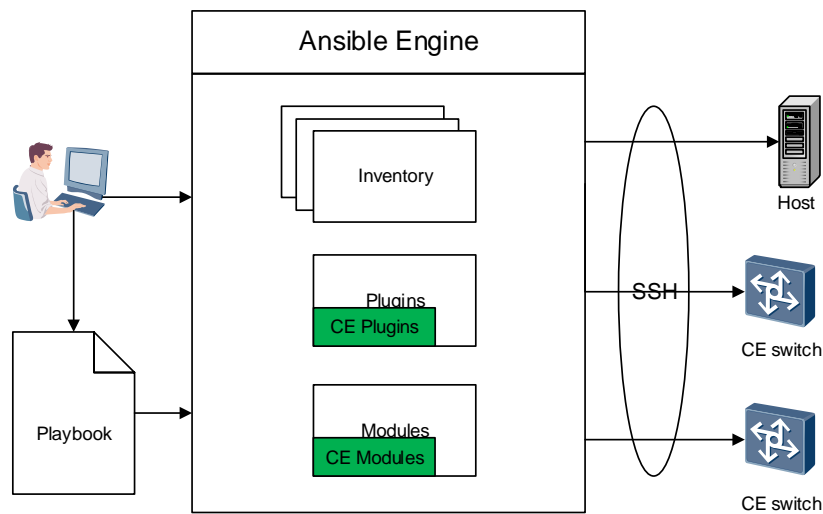 Ansible Engine
Inventory
Host
Plugins
CE Plugins
SSH
CE switch
Playbook
Modules
CE Modules
CE switch